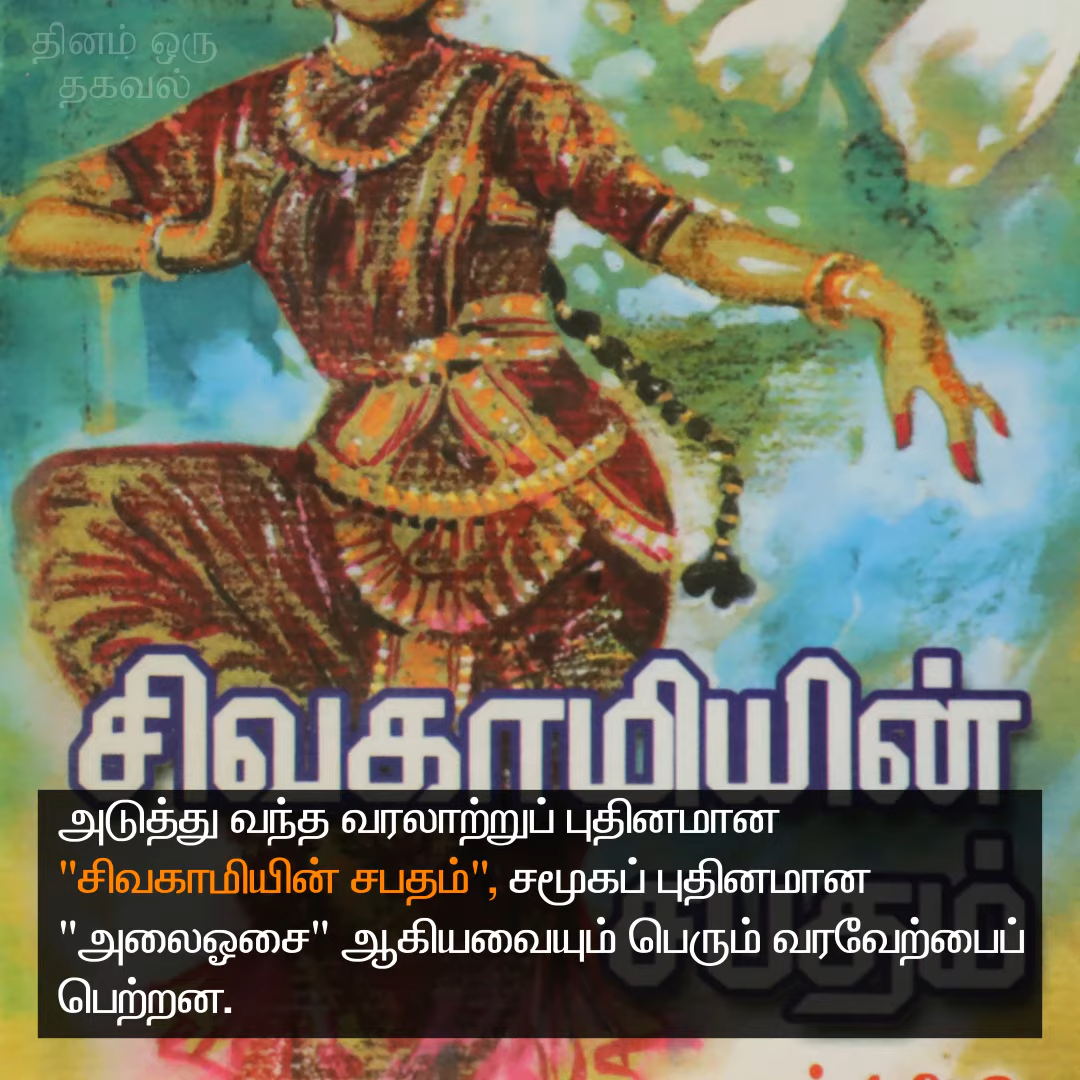 தினம் ஒரு
தகவல்
சிவகாமியின்
சபதம்
அடுத்து வந்த வரலாற்றுப் புதினமான
"சிவகாமியின் சபதம்", சமூகப் புதினமான
"அலைஓசை" ஆகியவையும் பெரும் வரவேற்பைப்
பெற்றன.